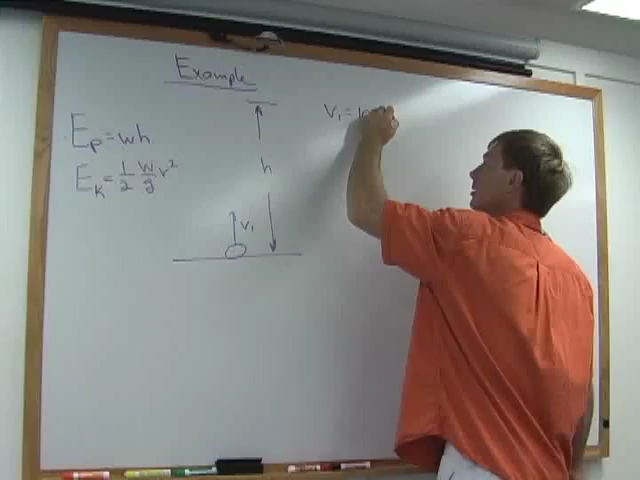 Example
Ep = wh
EK = 1/2 W/g v²
h
V₁
V₁ =